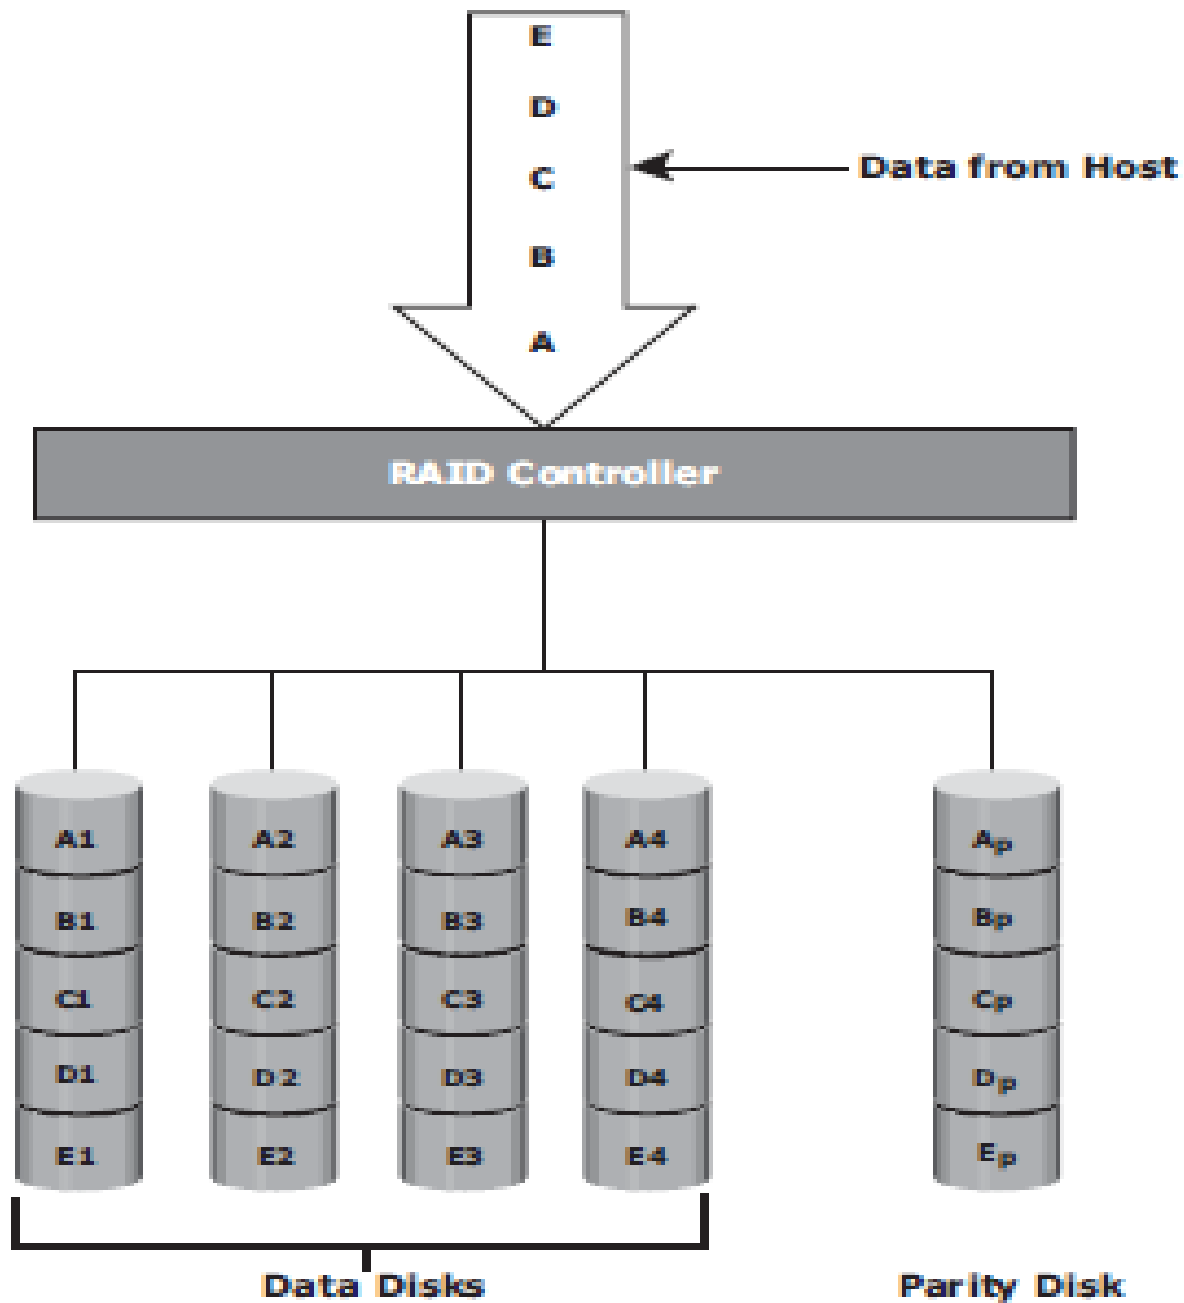 E
D
C
B
A
Data from Host
RAID Controller
A1 A2 A3 A4 Ap
B1 B2 B3 B4 Bp
C1 C2 C3 C4 Cp
D1 D2 D3 D4 Dp
E1 E2 E3 E4 Ep
Data Disks
Parity Disk